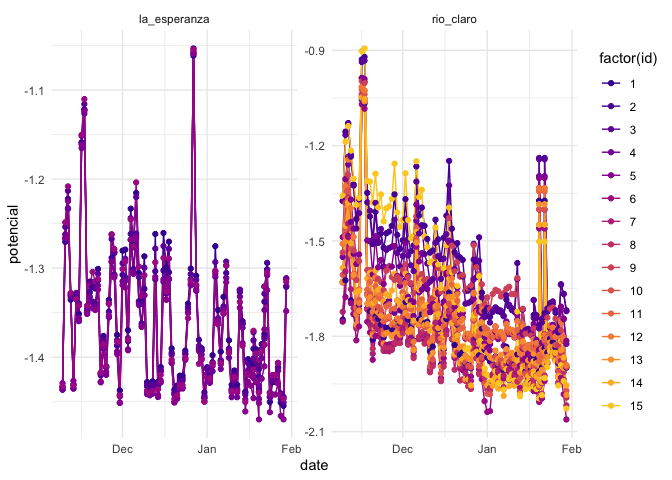 la_esperanza
rio_claro
potencial
-1.1
-1.2
-1.3
-1.4
-0.9
-1.2
-1.5
-1.8
-2.1
Dec
Jan
Feb
Dec
Jan
Feb
date
factor(id)
1
2
3
4
5
6
7
8
9
10
11
12
13
14
15